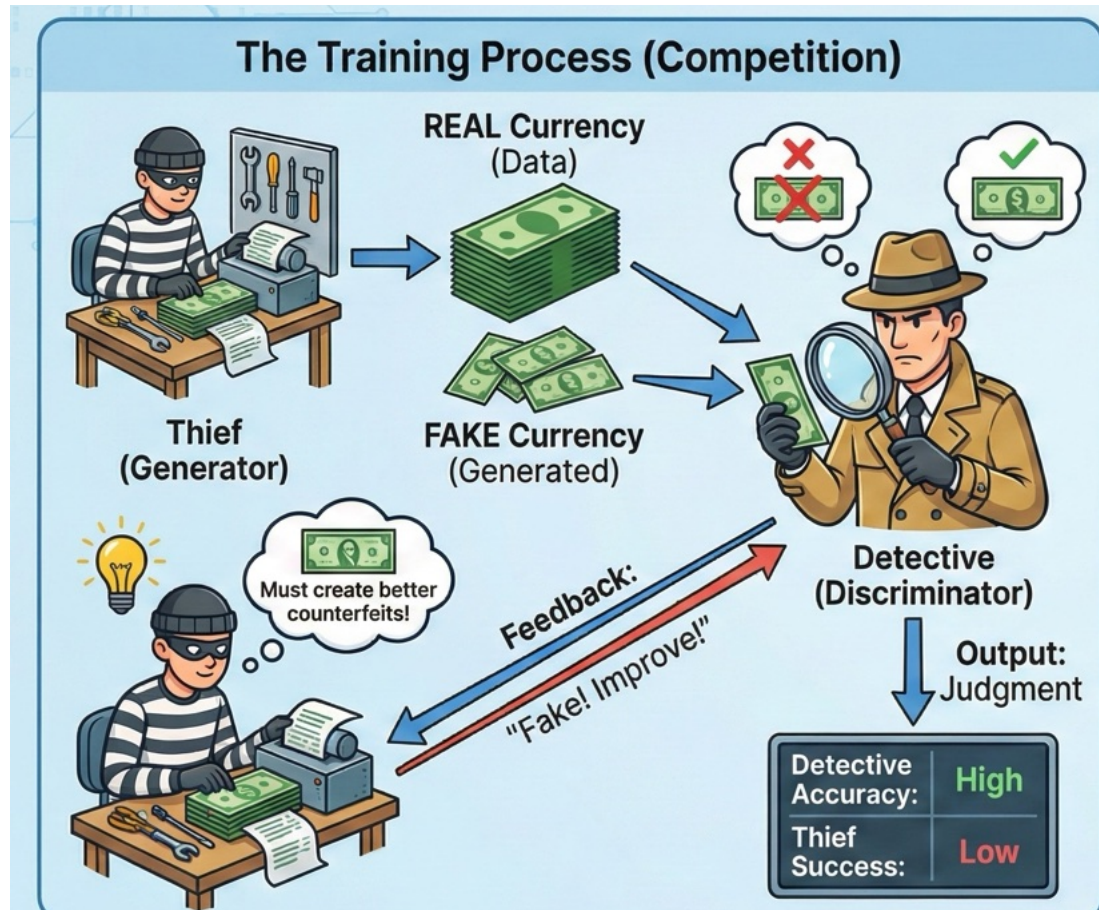 The Training Process (Competition)
REAL Currency
(Data)
Thief
(Generator)
FAKE Currency
(Generated)
Must create better
counterfeits!
Feedback:
"Fake! Improve!"
Detective
(Discriminator)
Output:
Judgment
Detective
Accuracy:
High
Thief
Success:
Low